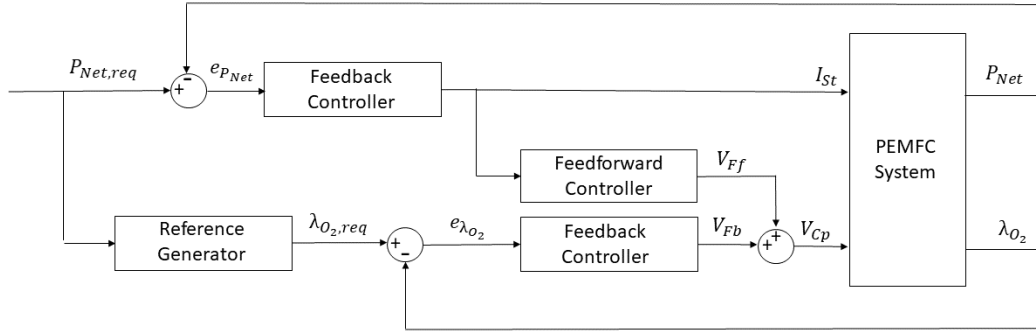 P_{Net,req}
e_{P_{Net}}
Feedback
Controller
I_{St}
P_{Net}
PEMFC
System
Feedforward
Controller
V_{Ff}
Reference
Generator
λ_{O_2,req}
e_{λ_{O_2}}
Feedback
Controller
V_{Fb}
V_{Cp}
λ_{O_2}